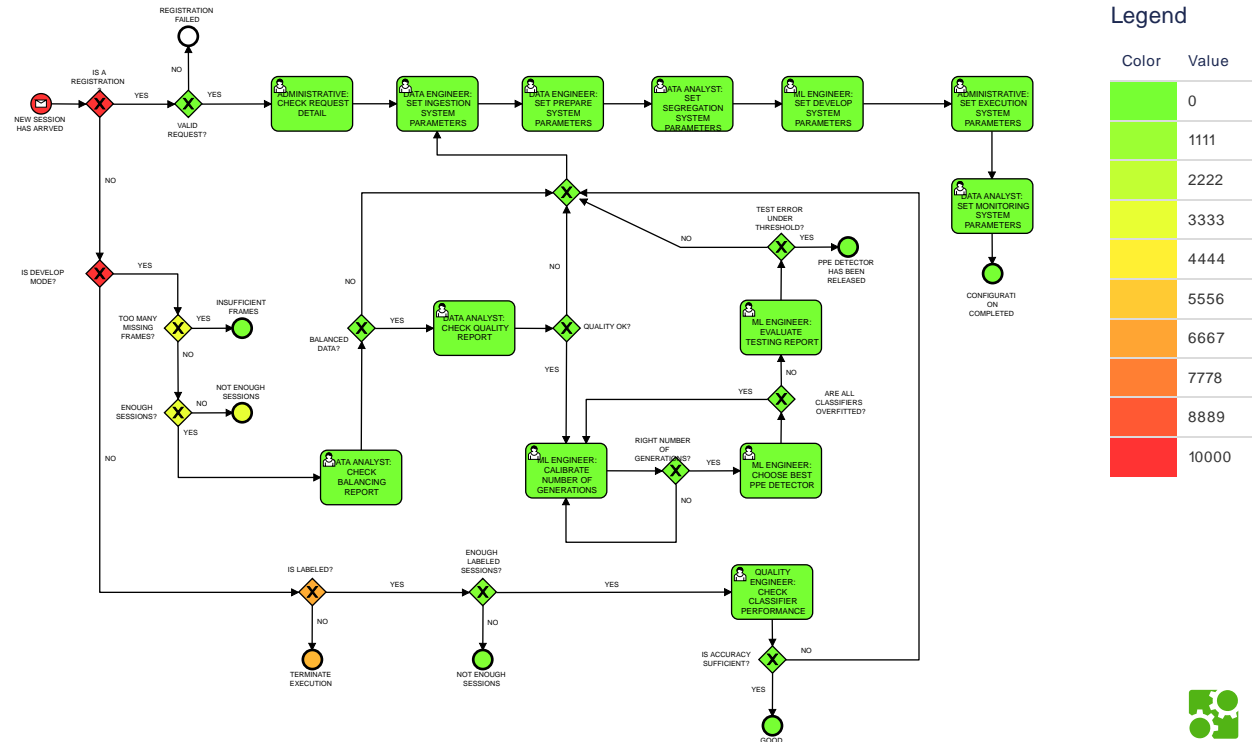 REGISTRATION
FAILED
Legend
Color Value
IS A
REGISTRATION
?
NO
YES
YES
NEW SESSION
HAS ARRVED
VALID
REQUEST?
ADMINISTRATIVE:
CHECK REQUEST
DETAIL
DATA ENGINEER:
SET INGESTION
SYSTEM
PARAMETERS
DATA ENGINEER:
SET PREPARE
SYSTEM
PARAMETERS
DATA ANALYST:
SET
SEGREGATION
SYSTEM
PARAMETERS
ML ENGINEER:
SET DEVELOP
SYSTEM
PARAMETERS
ADMINISTRATIVE:
SET EXECUTION
SYSTEM
PARAMETERS
0
1111
2222
3333
4444
5556
6667
7778
8889
10000
NO
DATA ANALYST:
SET MONITORING
SYSTEM
PARAMETERS
TEST ERROR
UNDER
THRESHOLD?
NO
YES
PPE DETECTOR
HAS BEEN
RELEASED
CONFIGURATI
ON
COMPLETED
IS DEVELOP
MODE?
YES
NO
NO
INSUFFICIENT
FRAMES
TOO MANY
MISSING
FRAMES?
YES
NO
BALANCED
DATA?
YES
DATA ANALYST:
CHECK QUALITY
REPORT
QUALITY OK?
YES
ML ENGINEER:
EVALUATE
TESTING REPORT
NO
NOT ENOUGH
SESSIONS
ENOUGH
SESSIONS?
NO
YES
YES
ARE ALL
CLASSIFIERS
OVERFITTED?
NO
DATA ANALYST:
CHECK
BALANCING
REPORT
ML ENGINEER:
CALIBRATE
NUMBER OF
GENERATIONS
RIGHT NUMBER
OF
GENERATIONS?
YES
NO
ML ENGINEER:
CHOOSE BEST
PPE DETECTOR
IS LABELED?
YES
ENOUGH
LABELED
SESSIONS?
YES
QUALITY
ENGINEER:
CHECK
CLASSIFIER
PERFORMANCE
NO
NO
TERMINATE
EXECUTION
NOT ENOUGH
SESSIONS
IS ACCURACY
SUFFICIENT?
NO
YES
GOOD